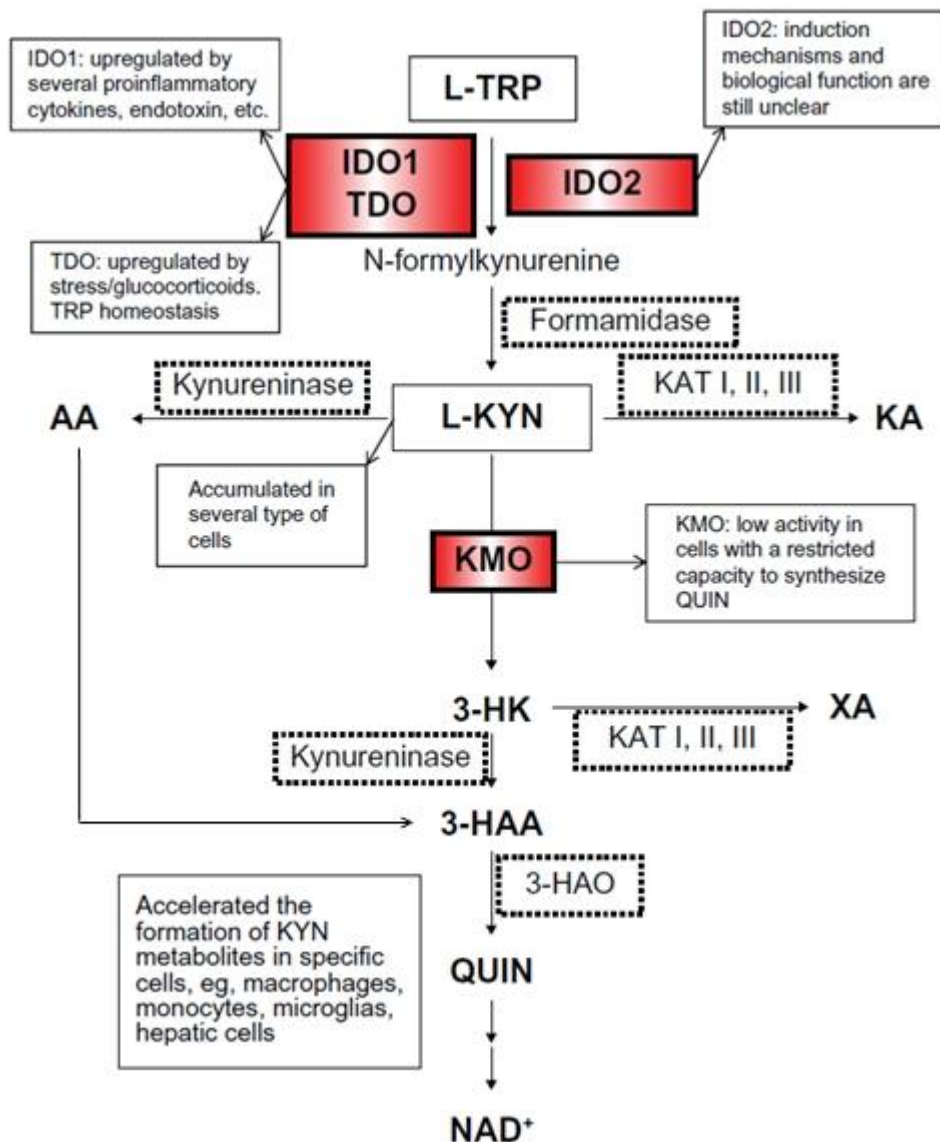 IDO1: upregulated by
several proinflammatory
cytokines, endotoxin, etc.
L-TRP
IDO2: induction
mechanisms and
biological function are
still unclear
IDO1
TDO
IDO2
TDO: upregulated by
stress/glucocorticoids.
TRP homeostasis
N-formylkynurenine
Formamidase
Kynureninase
KAT I, II, III
AA
L-KYN
KA
Accumulated in
several type of
cells
KMO
KMO: low activity in
cells with a restricted
capacity to synthesize
QUIN
3-HK
XA
Kynureninase
KAT I, II, III
3-HAA
3-HAO
Accelerated the
formation of KYN
metabolites in specific
cells, eg, macrophages,
monocytes, microglias,
hepatic cells
QUIN
NAD⁺